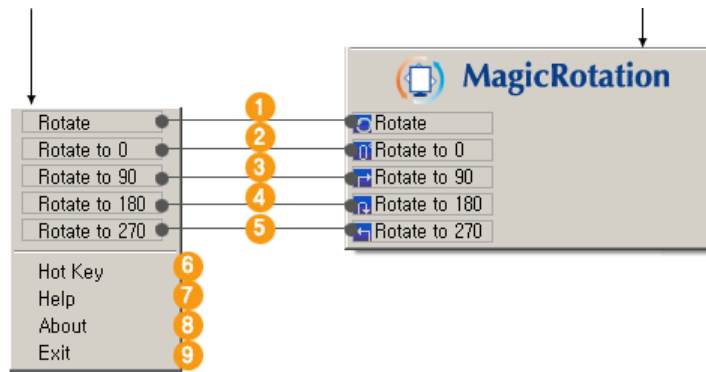 MagicRotation
Rotate 1 Rotate
Rotate to 0 2 Rotate to 0
Rotate to 90 3 Rotate to 90
Rotate to 180 4 Rotate to 180
Rotate to 270 5 Rotate to 270
Hot Key 6
Help 7
About 8
Exit 9